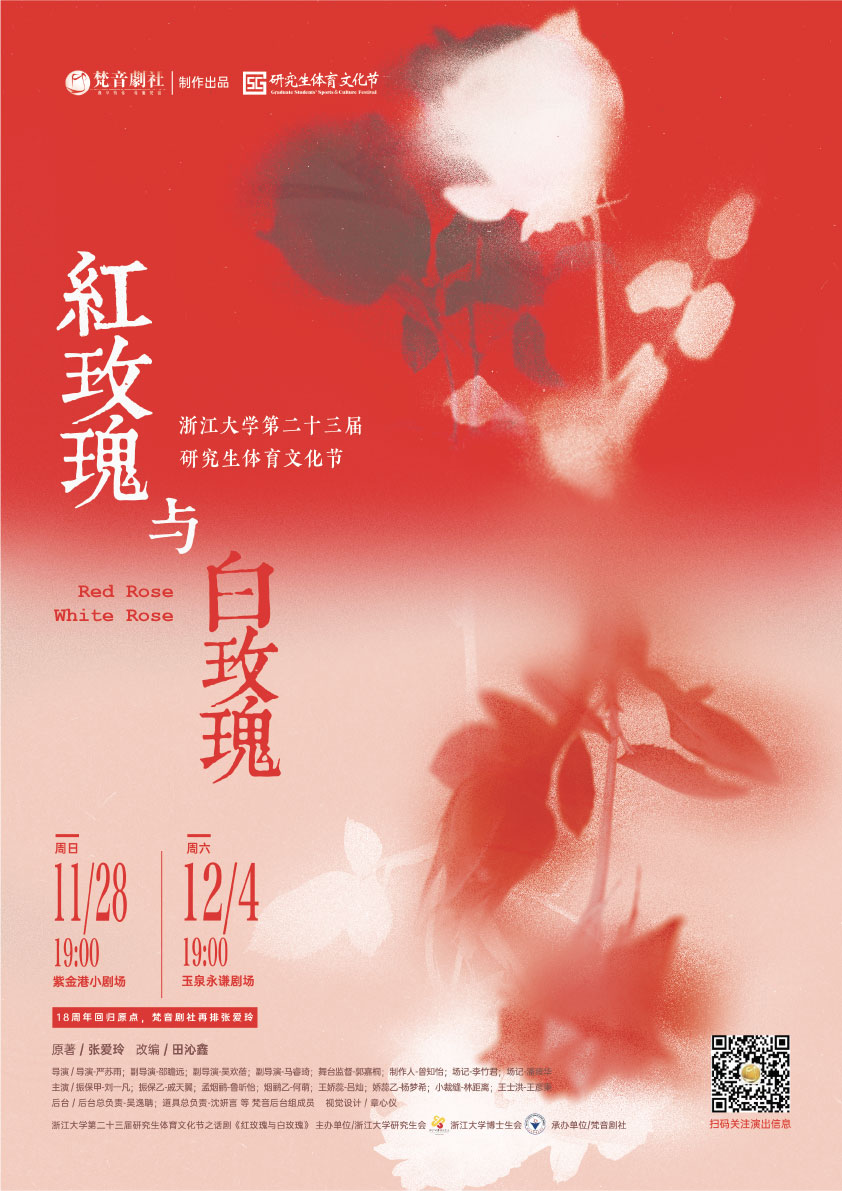 梵音劇社 制作出品 研究生体育文化节
Graduate Students' Sports & Culture Festival
紅玫瑰
与
白玫瑰
浙江大学第二十三届
研究生体育文化节
Red Rose
White Rose
周日
11/28
19:00
紫金港小剧场
周六
12/4
19:00
玉泉永谦剧场
18周年回归原点，梵音剧社再排张爱玲
原著 / 张爱玲 改编 / 田沁鑫
导演 / 导演-严苏雨；副导演-邵瞻远；副导演-吴欢蓓；副导演-马睿琦；舞台监督-郭嘉桐；制作人-曾知怡；场记-李竹君；场记
主演 / 振保甲-刘一凡；振保乙-戚天翼；孟烟鹂-鲁昕怡；烟鹂乙-何萌；王娇蕊-吕灿；娇蕊乙-杨梦希；小裁缝-林距离；王士洪
后台 / 后台总负责-吴逸聃；道具总负责-沈妍言 等 梵音后台组成员 视觉设计 / 章心仪
浙江大学第二十三届研究生体育文化节之话剧《红玫瑰与白玫瑰》 主办单位/浙江大学研究生会 浙江大学博士生会 承办单位/梵音剧社
扫码关注演出信息